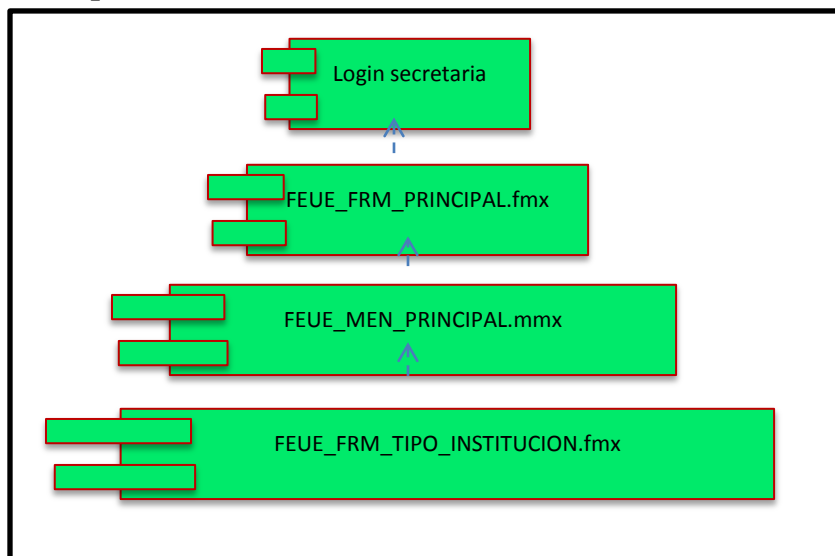 Login secretaria
FEUE_FRM_PRINCIPAL.fmx
FEUE_MEN_PRINCIPAL.mmx
FEUE_FRM_TIPO_INSTITUCION.fmx